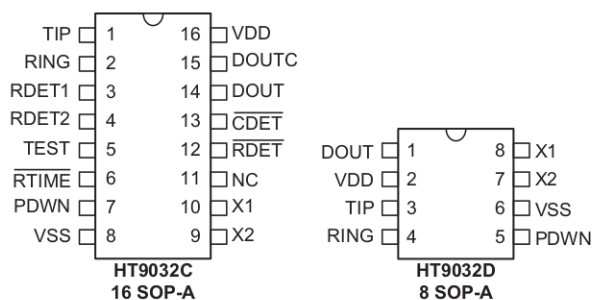 TIP 1 16 VDD
RING 2 15 DOUTC
RDET1 3 14 DOUT
RDET2 4 13 CDET
TEST 5 12 RDET
RTIME 6 11 NC
PDWN 7 10 X1
VSS 8 9 X2
HT9032C
16 SOP-A
DOUT 1 8 X1
VDD 2 7 X2
TIP 3 6 VSS
RING 4 5 PDWN
HT9032D
8 SOP-A